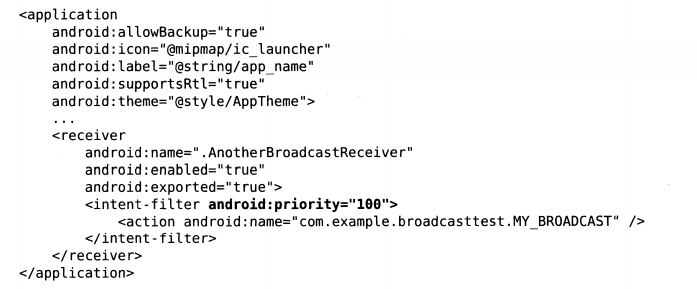 <application
    android:allowBackup="true"
    android:icon="@mipmap/ic_launcher"
    android:label="@string/app_name"
    android:supportsRtl="true"
    android:theme="@style/AppTheme">
    ...
    <receiver
        android:name=".AnotherBroadcastReceiver"
        android:enabled="true"
        android:exported="true">
        <intent-filter android:priority="100">
            <action android:name="com.example.broadcasttest.MY_BROADCAST" />
        </intent-filter>
    </receiver>
</application>